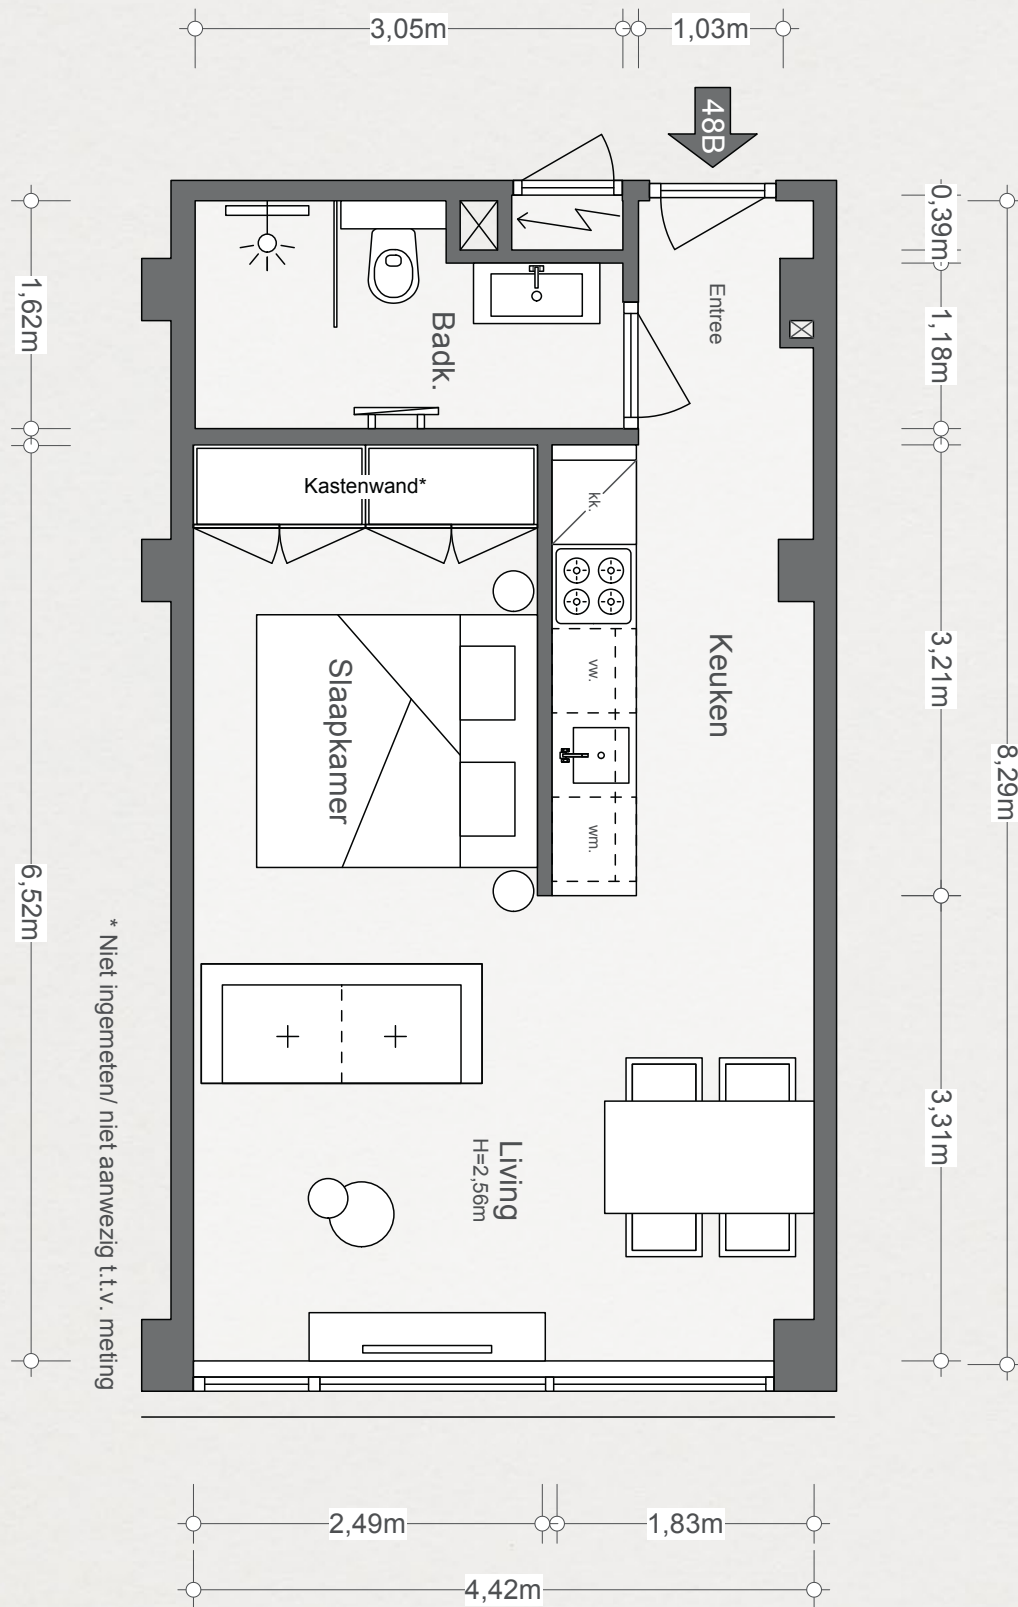 3,05m
1,03m
48B
0,39m
8,29m
1,62m
1,18m
Entree
Badk.
Kastenwand*
kk.
Keuken
3,21m
vw.
Slaapkamer
wm.
6,52m
* Niet ingemeten/ niet aanwezig t.t.v. meting
3,31m
Living
H=2,56m
2,49m
1,83m
4,42m